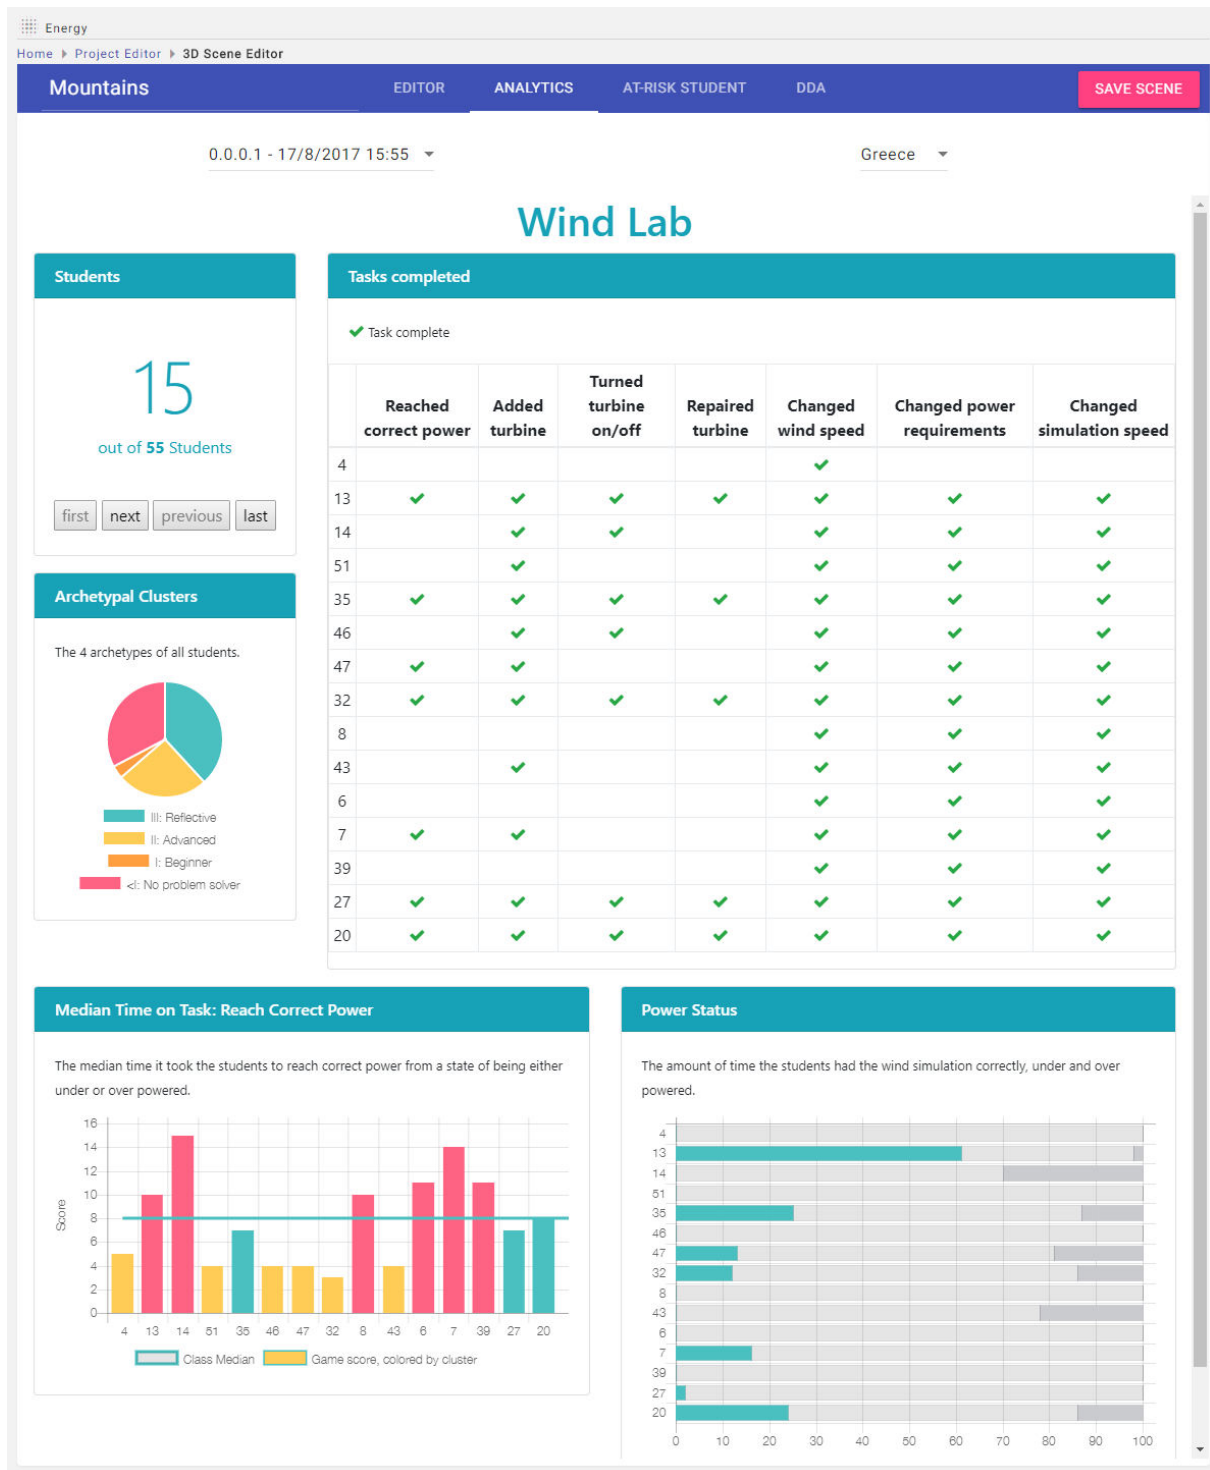 Energy
Home Project Editor 3D Scene Editor
Mountains EDITOR ANALYTICS AT-RISK STUDENT DDA SAVE SCENE
0.0.0.1 - 17/8/2017 15:55 Greece
Wind Lab
Students
15
out of 55 Students
first next previous last
Archetypal Clusters
The 4 archetypes of all students.
III: Reflective
II: Advanced
I: Beginner
<I: No problem solver
Tasks completed
Task complete
Reached correct power Added turbine Turned turbine on/off Repaired turbine Changed wind speed Changed power requirements Changed simulation speed
4
13
14
51
35
46
47
32
8
43
6
7
39
27
20
Median Time on Task: Reach Correct Power
The median time it took the students to reach correct power from a state of being either
under or over powered.
16
14
12
10
8
6
4
2
0
Score
4 13 14 51 35 46 47 32 8 43 6 7 39 27 20
Class Median Game score, colored by cluster
Power Status
The amount of time the students had the wind simulation correctly, under and over
powered.
4
13
14
51
35
46
47
32
8
43
6
7
39
27
20
0 10 20 30 40 50 60 70 80 90 100